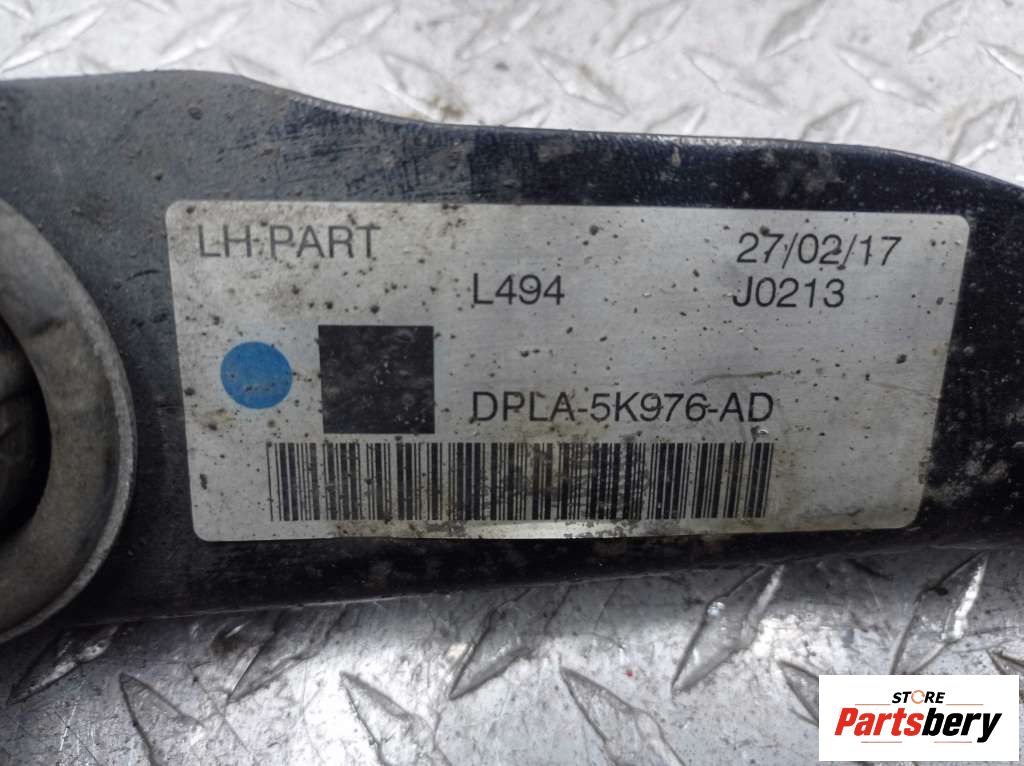 LH PART
27/02/17
L494
J0213
DPLA-5K976-AD
STORE
Partsbery